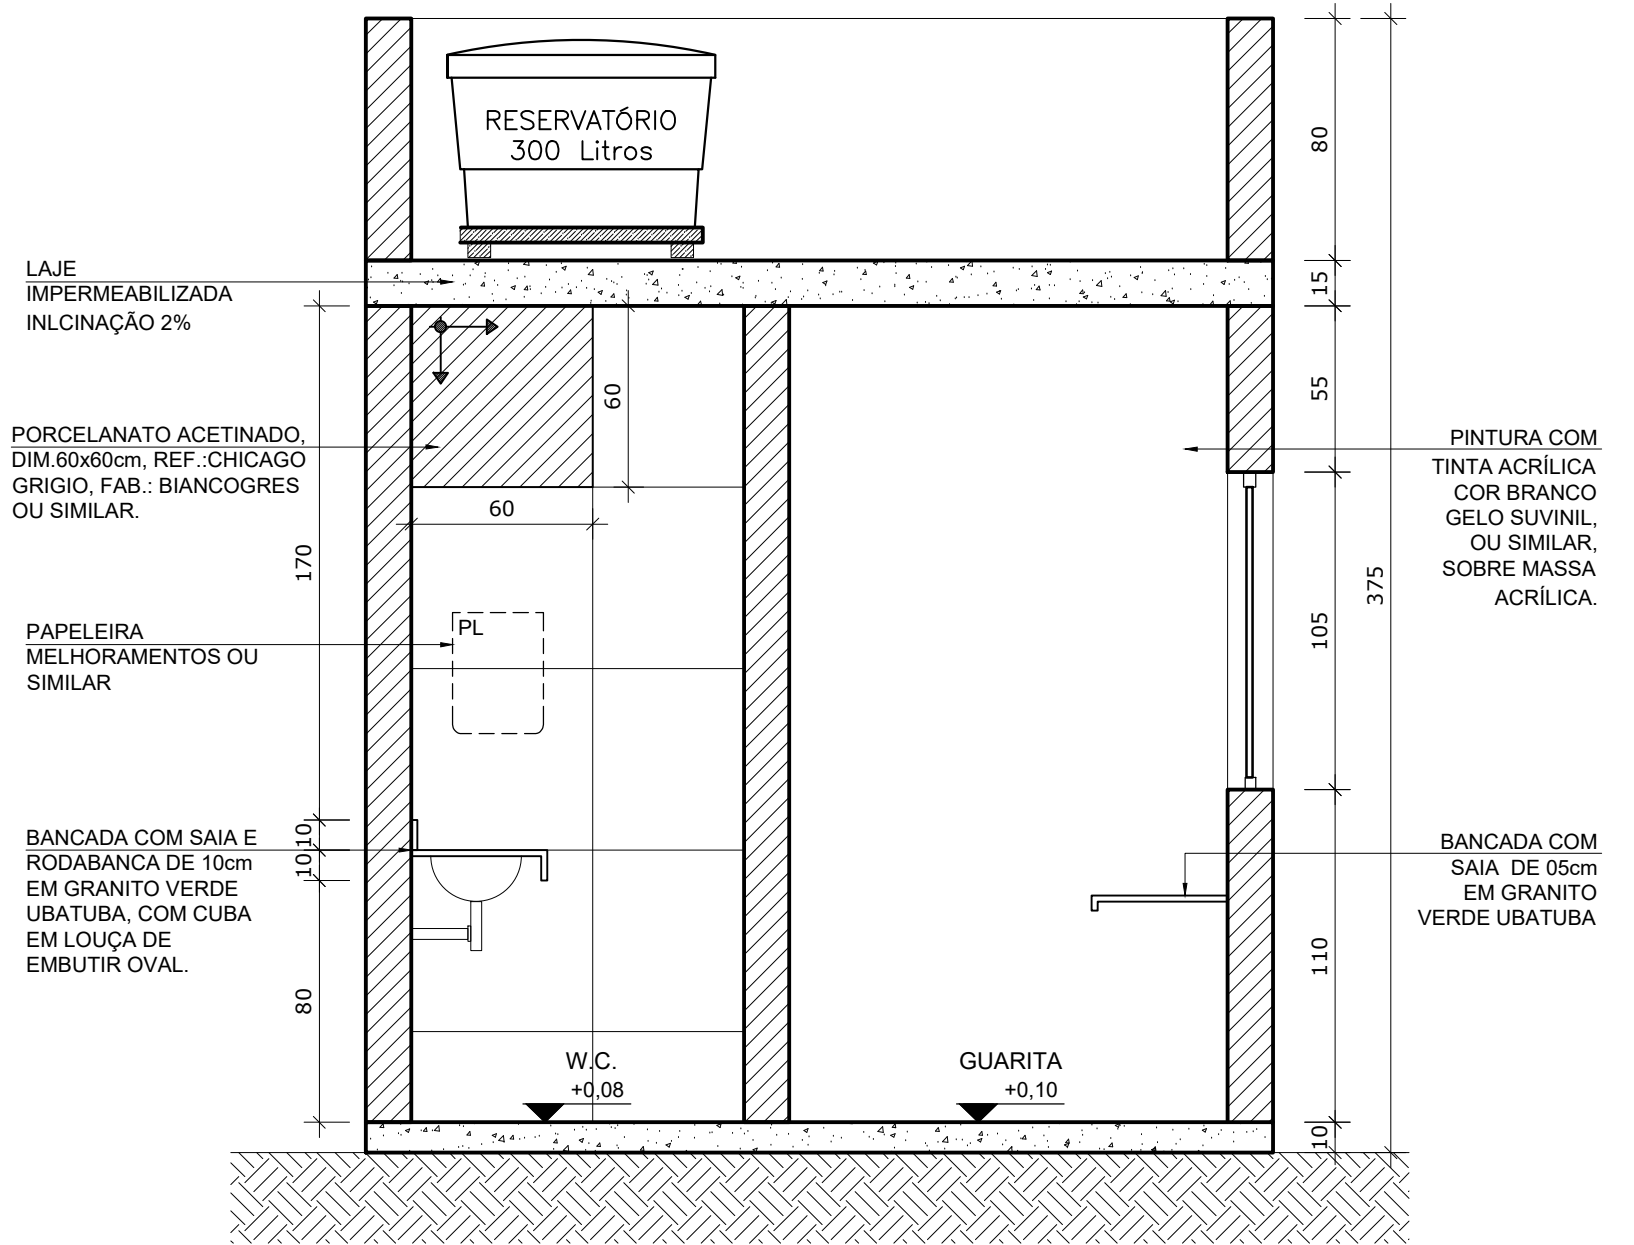 RESERVATÓRIO
300 Litros
80
15
55
375
105
110
10
LAJE
IMPERMEABILIZADA
INLCINAÇÃO 2%
PORCELANATO ACETINADO,
DIM.60x60cm, REF.:CHICAGO
GRIGIO, FAB.: BIANCOGRES
OU SIMILAR.
60
60
170
PAPELEIRA
MELHORAMENTOS OU
SIMILAR
PL
10
10
BANCADA COM SAIA E
RODABANCA DE 10cm
EM GRANITO VERDE
UBATUBA, COM CUBA
EM LOUÇA DE
EMBUTIR OVAL.
80
PINTURA COM
TINTA ACRÍLICA
COR BRANCO
GELO SUVINIL,
OU SIMILAR,
SOBRE MASSA
ACRÍLICA.
BANCADA COM
SAIA  DE 05cm
EM GRANITO
VERDE UBATUBA
W.C.
+0,08
GUARITA
+0,10